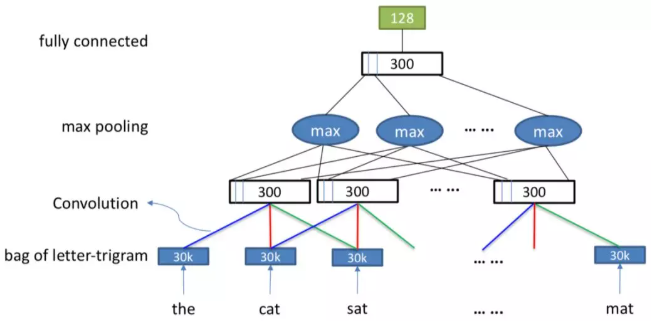 128
fully connected
300
max pooling
max max ... ... max
300 300 ... ... 300
Convolution
bag of letter-trigram
30k 30k 30k ... ... 30k
the cat sat ... ... mat